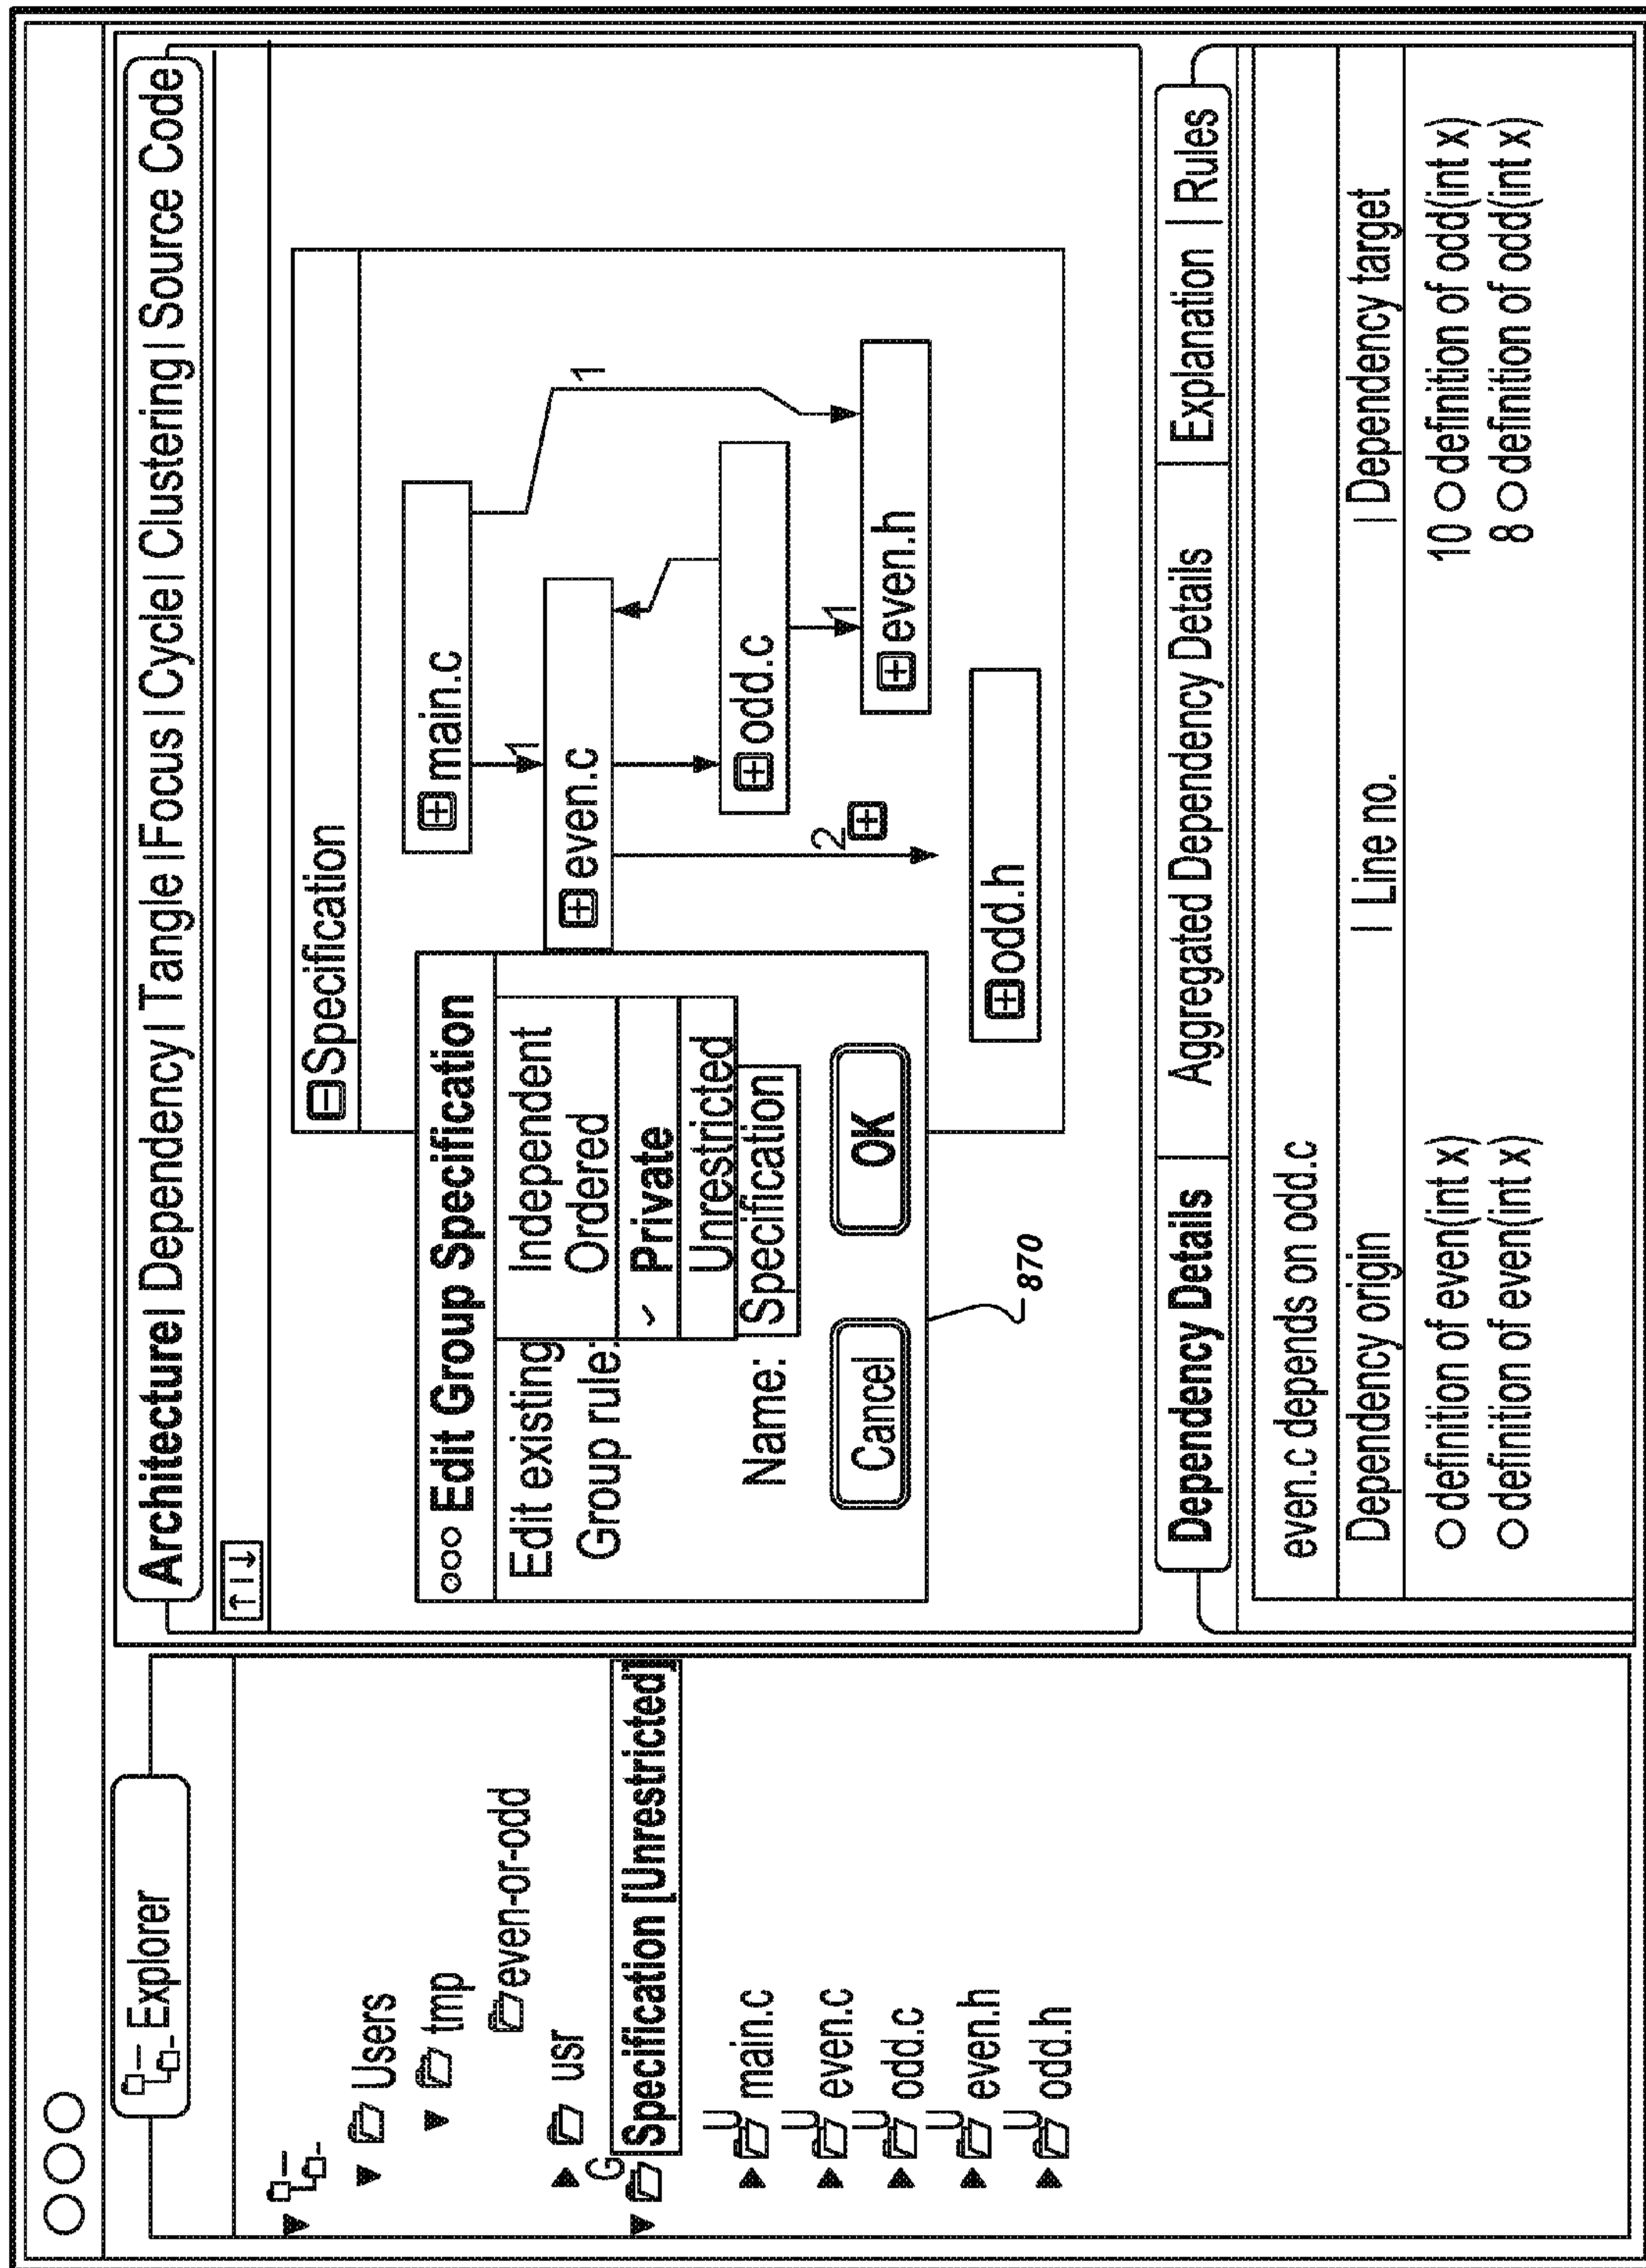 Explorer
Users
tmp
even-or-odd
usr
G
Specification [Unrestricted]
main.c
even.c
odd.c
even.h
odd.h
Architecture | Dependency | Tangle | Focus | Cycle | Clustering | Source Code
Specification
main.c
1
1
even.c
odd.c
2
1
even.h
odd.h
Edit Group Specification
Edit existing
Group rule:
Independent
Ordered
✓ Private
Unrestricted
Name: Specification
Cancel
OK
870
Dependency Details
Aggregated Dependency Details
Explanation | Rules
even.c depends on odd.c
Dependency origin | Line no. | Dependency target
definition of even(int x) 10 definition of odd(int x)
definition of even(int x) 8 definition of odd(int x)